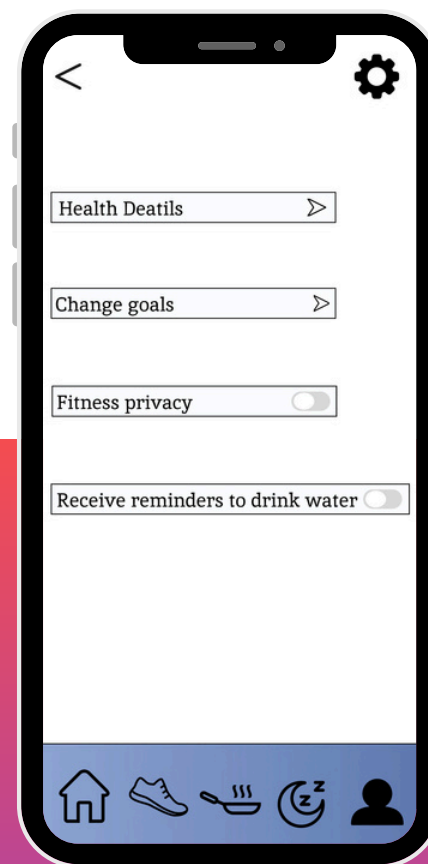 Health Deatils
Change goals
Fitness privacy
Receive reminders to drink water
z z